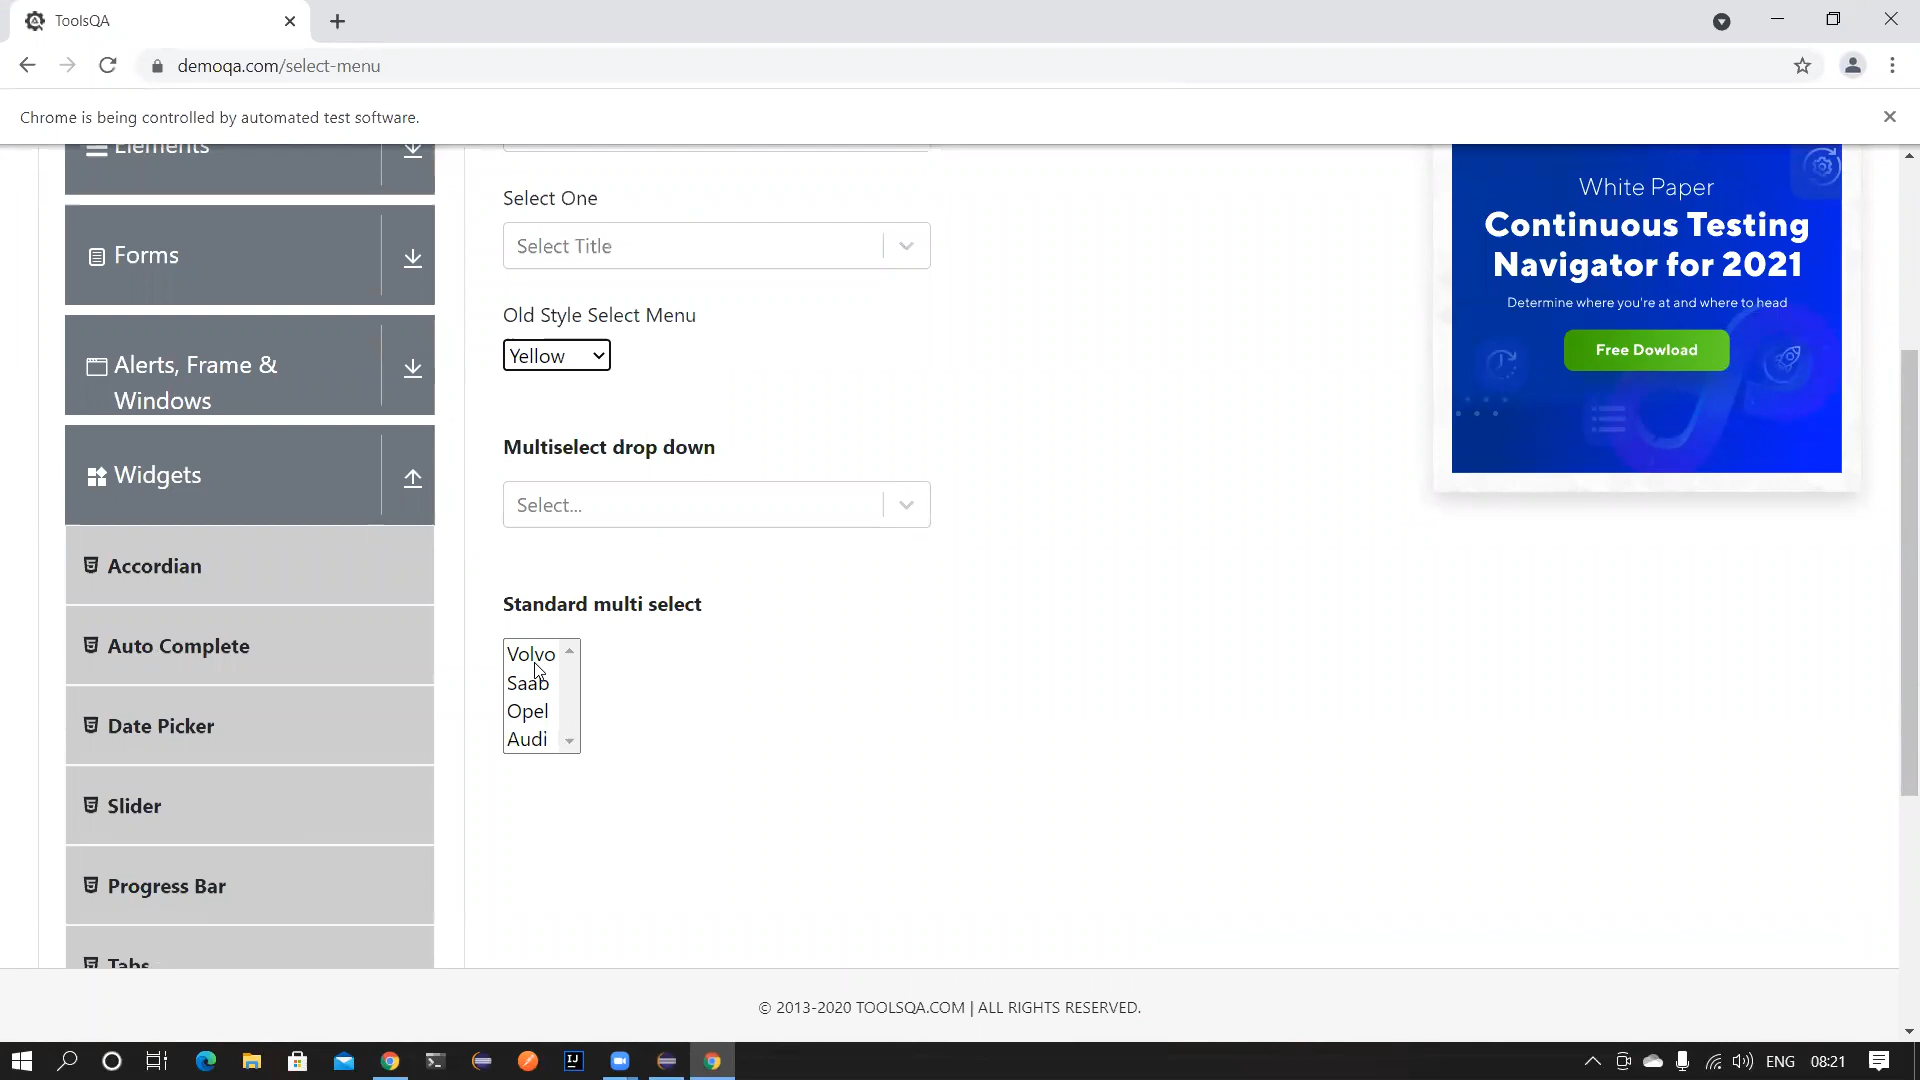 ToolsQA
demoqa.com/select-menu
Chrome is being controlled by automated test software.
Elements
Forms
Alerts, Frame &
Windows
Widgets
Accordian
Auto Complete
Date Picker
Slider
Progress Bar
Tabs
Select One
Select Title
Old Style Select Menu
Yellow
Multiselect drop down
Select...
Standard multi select
Volvo
Saab
Opel
Audi
White Paper
Continuous Testing
Navigator for 2021
Determine where you're at and where to head
Free Dowload
© 2013-2020 TOOLSQA.COM | ALL RIGHTS RESERVED.
ENG
08:21